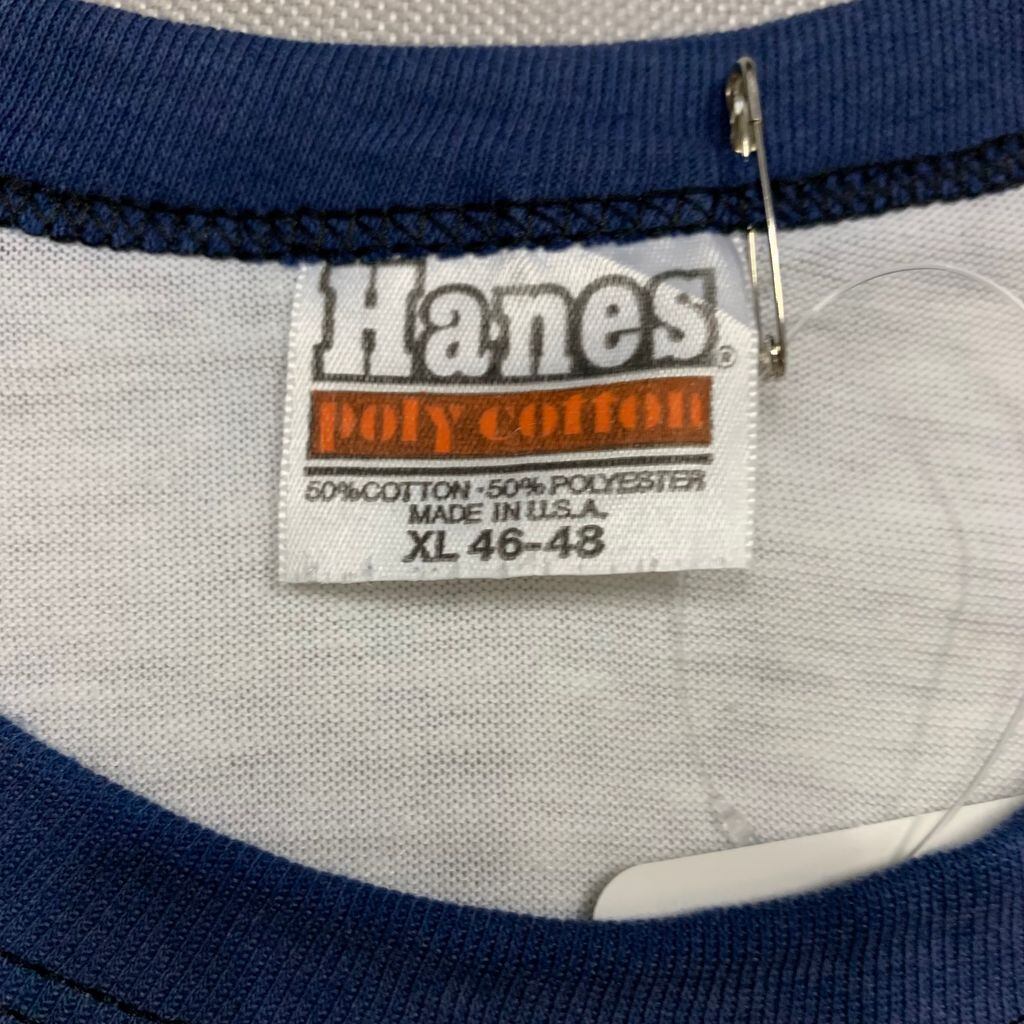 Hanes®
poly cotton
50%COTTON-50% POLYESTER
MADE IN U.S.A.
XL 46-48